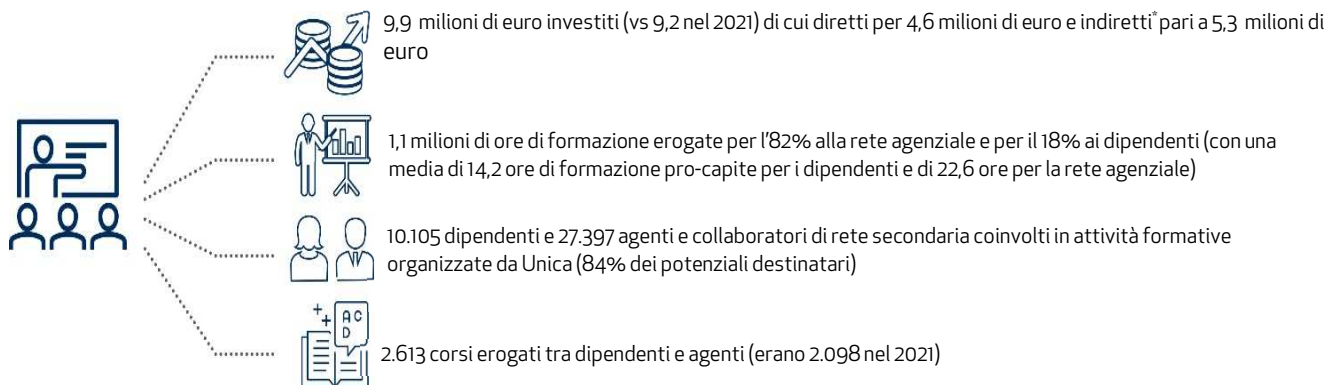 9,9 milioni di euro investiti (vs 9,2 nel 2021) di cui diretti per 4,6 milioni di euro e indiretti* pari a 5,3 milioni di
euro
1,1 milioni di ore di formazione erogate per l'82% alla rete agenziale e per il 18% ai dipendenti (con una
media di 14,2 ore di formazione pro-capite per i dipendenti e di 22,6 ore per la rete agenziale)
10.105 dipendenti e 27.397 agenti e collaboratori di rete secondaria coinvolti in attività formative
organizzate da Unica (84% dei potenziali destinatari)
A C
D
2.613 corsi erogati tra dipendenti e agenti (erano 2.098 nel 2021)